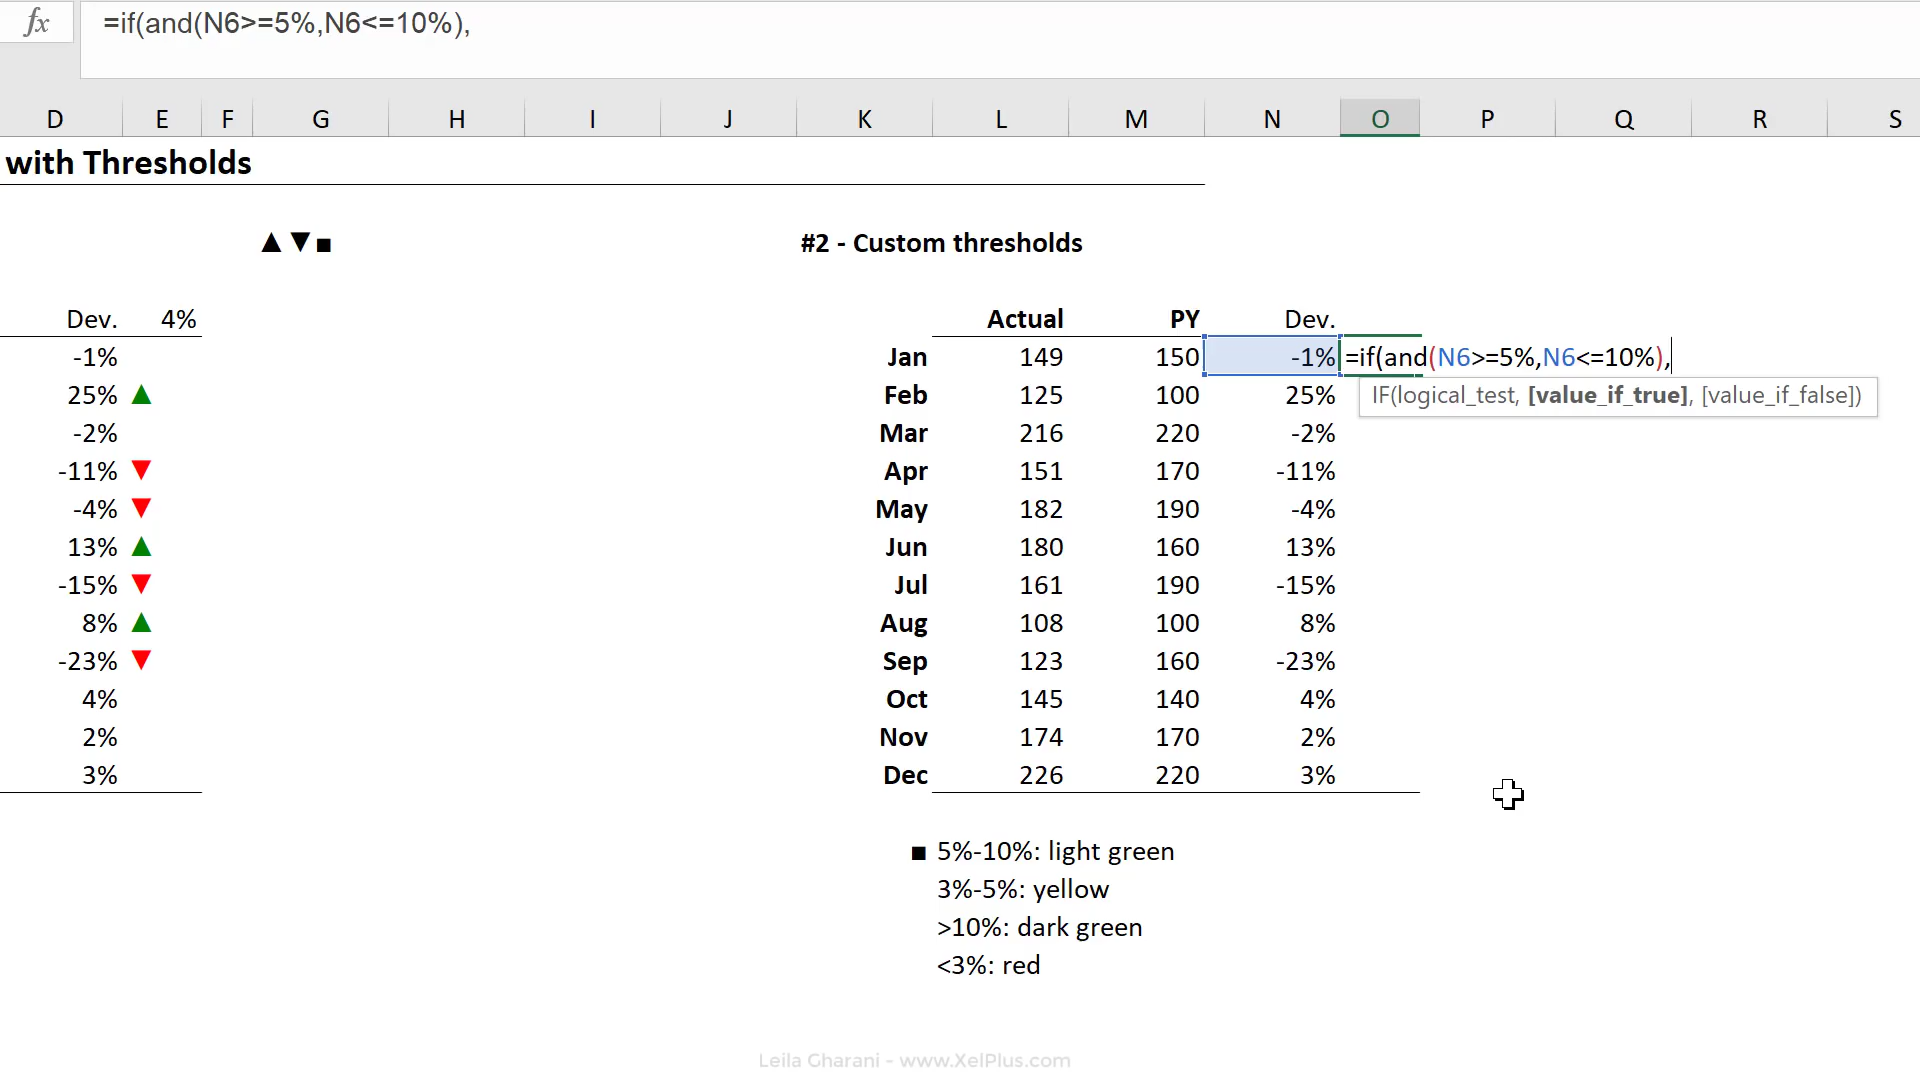 fx =if(and(N6>=5%,N6<=10%),
D E F G H I J K L M N O P Q R S
with Thresholds
▲ ▼ ■ #2 - Custom thresholds
Dev. 4% Actual PY Dev.
-1% Jan 149 150 -1% =if(and(N6>=5%,N6<=10%),
IF(logical_test, [value_if_true], [value_if_false])
25% ▲ Feb 125 100 25%
-2% Mar 216 220 -2%
-11% ▼ Apr 151 170 -11%
-4% ▼ May 182 190 -4%
13% ▲ Jun 180 160 13%
-15% ▼ Jul 161 190 -15%
8% ▲ Aug 108 100 8%
-23% ▼ Sep 123 160 -23%
4% Oct 145 140 4%
2% Nov 174 170 2%
3% Dec 226 220 3%
■ 5%-10%: light green
3%-5%: yellow
>10%: dark green
<3%: red
Leila Gharani - www.XelPlus.com